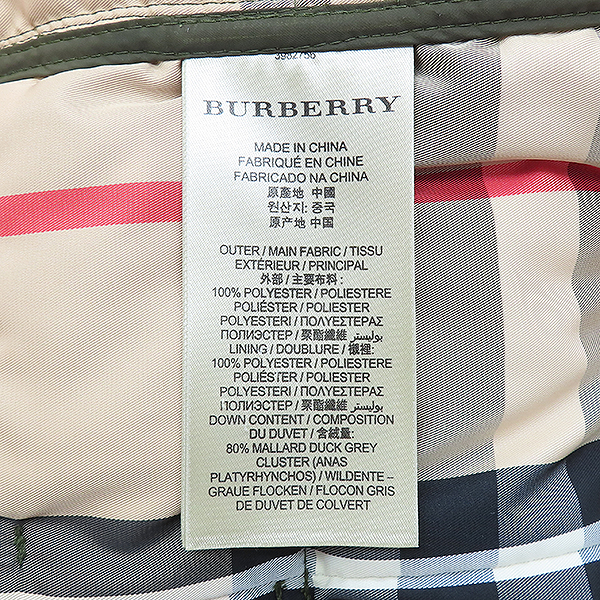 3982756
BURBERRY
MADE IN CHINA
FABRIQUÉ EN CHINE
FABRICADO NA CHINA
原產地 中國
원산지: 중국
原产地 中国
OUTER / MAIN FABRIC / TISSU
EXTÉRIEUR / PRINCIPAL
外部 / 主要布料 :
100% POLYESTER / POLIESTERE
POLIÉSTER / POLIESTER
POLYESTERI / ΠΟΛΥΕΣΤΕΡΑΣ
ПОЛИЭСТЕР / 聚酯纖維 / بوليستر
LINING / DOUBLURE / 襯裡:
100% POLYESTER / POLIESTERE
POLIÉSTER / POLIESTER
POLYESTERI / ΠΟΛΥΕΣΤΕΡΑΣ
ПОЛИЭСТЕР / 聚酯纖維 / بوليستر
DOWN CONTENT / COMPOSITION
DU DUVET / 含絨量:
80% MALLARD DUCK GREY
CLUSTER (ANAS
PLATYRHYNCHOS) / WILDENTE –
GRAUE FLOCKEN / FLOCON GRIS
DE DUVET DE COLVERT